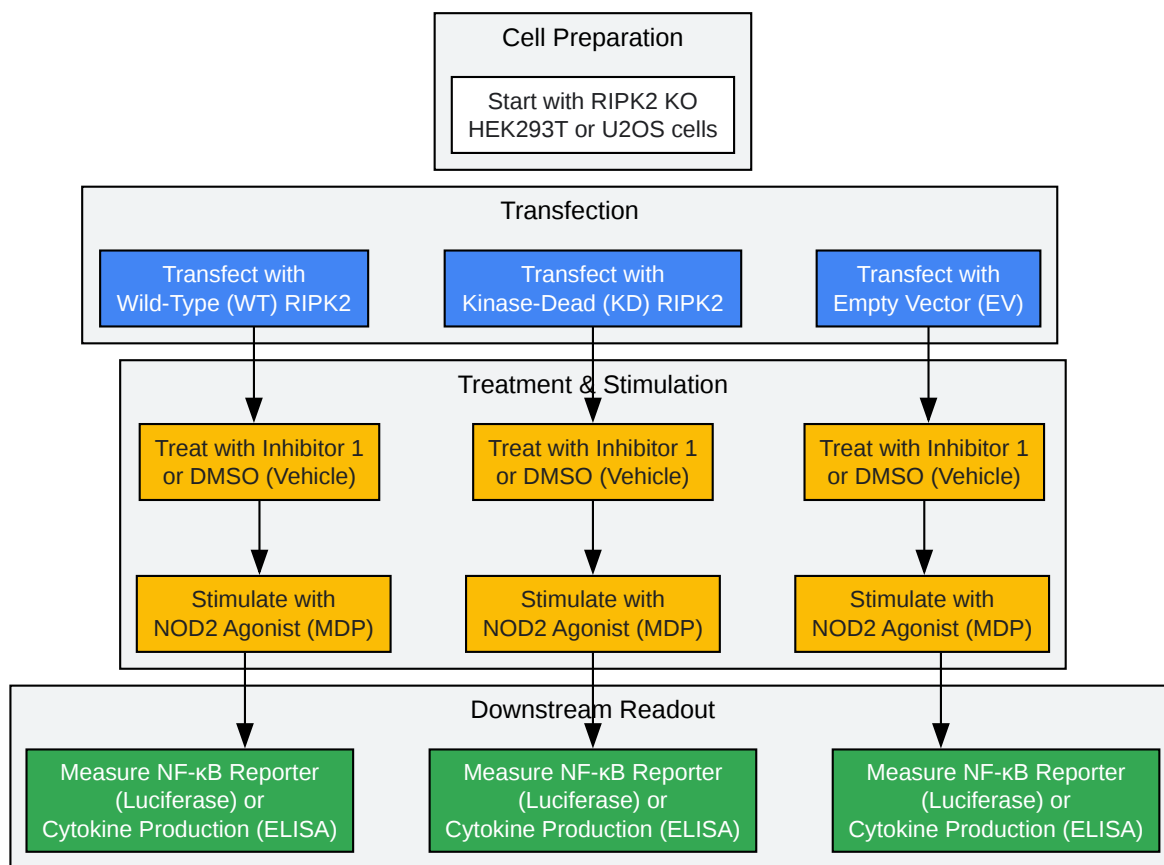 Cell Preparation
Start with RIPK2 KO
HEK293T or U2OS cells
Transfection
Transfect with
Wild-Type (WT) RIPK2
Transfect with
Kinase-Dead (KD) RIPK2
Transfect with
Empty Vector (EV)
Treatment & Stimulation
Treat with Inhibitor 1
or DMSO (Vehicle)
Treat with Inhibitor 1
or DMSO (Vehicle)
Treat with Inhibitor 1
or DMSO (Vehicle)
Stimulate with
NOD2 Agonist (MDP)
Stimulate with
NOD2 Agonist (MDP)
Stimulate with
NOD2 Agonist (MDP)
Downstream Readout
Measure NF-κB Reporter
(Luciferase) or
Cytokine Production (ELISA)
Measure NF-κB Reporter
(Luciferase) or
Cytokine Production (ELISA)
Measure NF-κB Reporter
(Luciferase) or
Cytokine Production (ELISA)